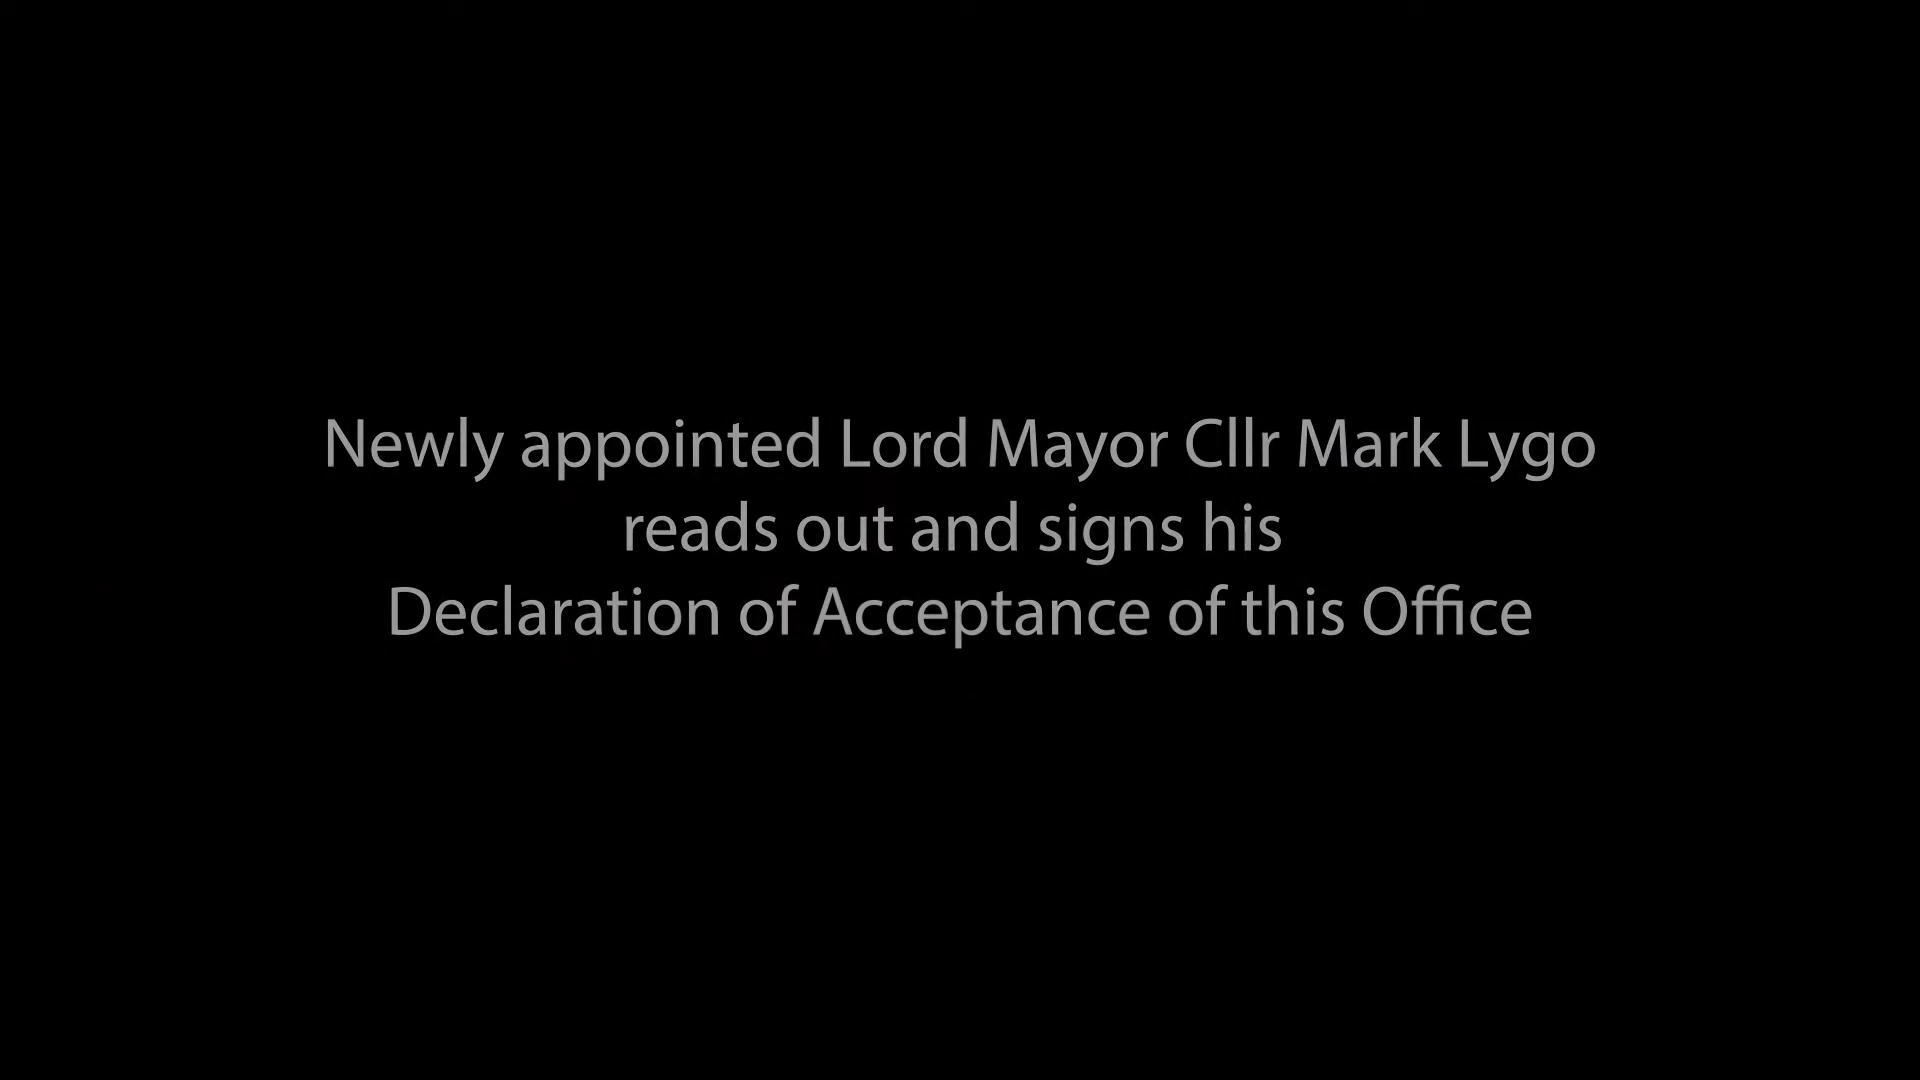 Newly appointed Lord Mayor Cllr Mark Lygo
reads out and signs his
Declaration of Acceptance of this Office